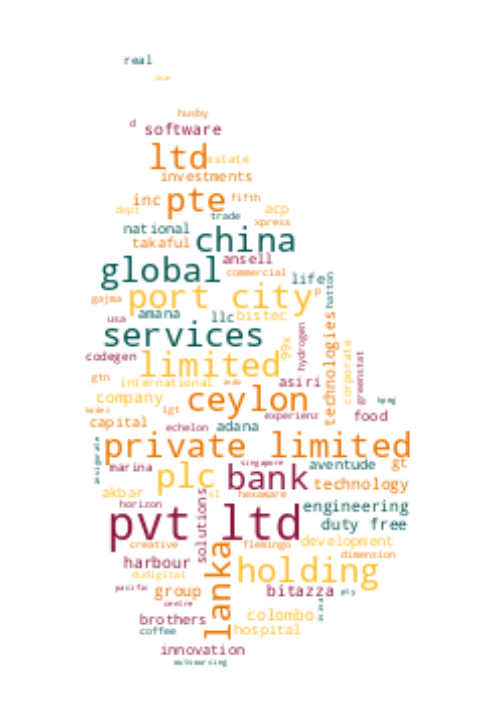 real
husby
d software
ltd estate
investments
inc pte fifth
dept trade acp
national xpress
takaful china
ansell
global commercial life
hatton
gajma port city p
usa amana llc bistec
services
hydrogen
technologies
99x
corporate
greenstat
codegen limited
gtn international asiri
company ceylon
igt experienz food
capital echelon adana
private limited
marina singapore aventude gt
plc bank technology
akbar sl hexaware
horizon solutions engineering
pvt ltd duty free
creative flemingo development
dimension
harbour lanka holding
dudigital
pacific group bitazza pty
centre
brothers colombo
coffee hospital
innovation
outsourcing